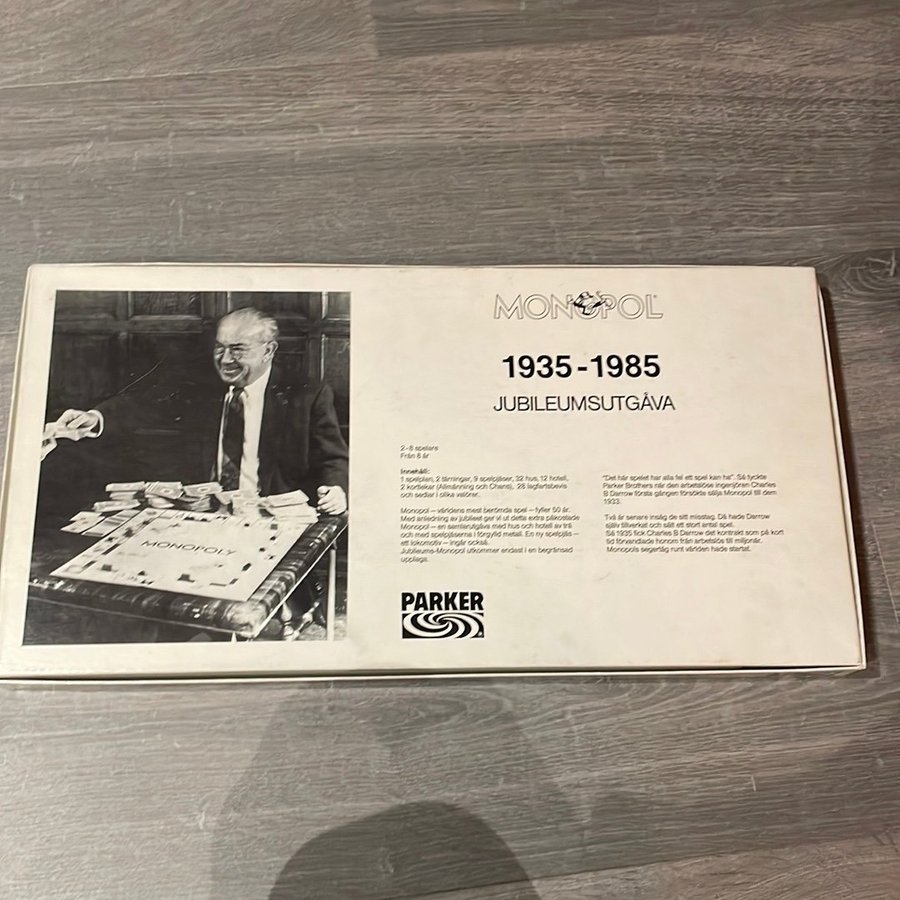 MONOPOL
1935-1985
JUBILEUMSUTGÅVA
2-8 spelare
Från 8 år
Innehåll:
1 spelplan, 2 tärningar, 9 spelpjäser, 32 hus, 12 hotell,
2 kortlekar (Allmänning och Chans), 28 lagfartsbevis
och sedlar i olika valörer.
Monopol – världens mest berömda spel – fyller 50 år.
Med anledning av jubileet ger vi ut detta extra påkostade
Monopol – en samlarutgåva med hus och hotell av trä
och med spelpjäserna i förgylld metall. En ny spelpjäs –
ett lokomotiv – ingår också.
Jubileums-Monopol utkommer endast i en begränsad
upplaga.
"Det här spelet har alla fel ett spel kan ha". Så tyckte
Parker Brothers när den arbetslöse ingenjören Charles
B Darrow första gången försökte sälja Monopol till dem
1933.
Två år senare insåg de sitt misstag. Då hade Darrow
själv tillverkat och sålt ett stort antal spel.
Så 1935 fick Charles B Darrow det kontrakt som på kort
tid förvandlade honom från arbetslös till miljonär.
Monopols segertåg runt världen hade startat.
PARKER
MONOPOLY